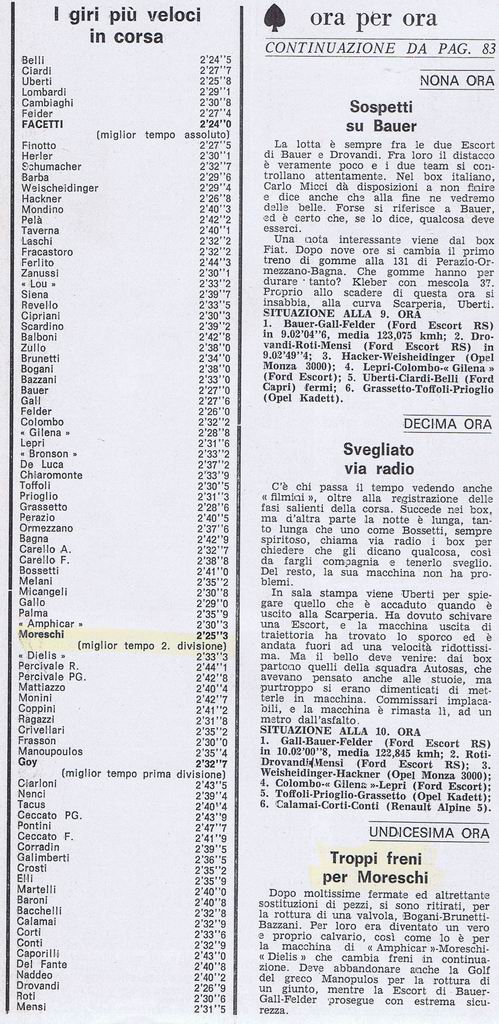 I giri più veloci
in corsa
Belli 2'24''5
Ciardi 2'27''7
Uberti 2'25''8
Lombardi 2'29''1
Cambiaghi 2'30''8
Felder 2'27''4
FACETTI 2'24''0
(miglior tempo assoluto)
Finotto 2'27''5
Herler 2'30''1
Schumacher 2'32''7
Barba 2'29''6
Weischeidinger 2'29''4
Hackner 2'26''8
Mondino 2'40''3
Pelà 2'42''2
Taverna 2'40''1
Laschi 2'32''2
Fracastoro 2'32''2
Ferlito 2'44''3
Zanussi 2'30''1
« Lou » 2'33''2
Siena 2'39''7
Revello 2'33''5
Cipriani 2'30''3
Scardino 2'39''2
Balboni 2'42''8
Zullo 2'38''0
Brunetti 2'34''0
Bogani 2'38''0
Bazzani 2'33''0
Bauer 2'27''0
Gall 2'27''6
Felder 2'26''0
Colombo 2'32''2
« Gilena » 2'28''8
Lepri 2'31''6
« Bronson » 2'33''2
De Luca 2'37''2
Chiaromonte 2'33''9
Toffoli 2'30''5
Prioglio 2'31''3
Grassetto 2'28''6
Perazio 2'40''5
Ormezzano 2'37''6
Bagna 2'42''9
Carello A. 2'32''7
Carello F. 2'38''8
Bossetti 2'41''0
Melani 2'35''2
Micangeli 2'30''8
Gallo 2'29''0
Palma 2'35''9
« Amphicar » 2'30''3
Moreschi 2'25''3
(miglior tempo 2. divisione)
« Dielis » 2'33''3
Percivale R. 2'44''1
Percivale PG. 2'42''8
Mattiazzo 2'40''4
Monini 2'42''7
Coppini 2'41''2
Ragazzi 2'31''8
Crivellari 2'35''2
Frasson 2'30''0
Manoupoulos 2'35''4
Goy 2'32''7
(miglior tempo prima divisione)
Ciarloni 2'43''5
Nenci 2'39''4
Tacus 2'40''4
Ceccato PG. 2'43''9
Pontini 2'47''7
Ceccato F. 2'41''9
Corradin 2'39''5
Galimberti 2'36''5
Crosti 2'35''2
Elli 2'35''9
Martelli 2'40''0
Baroni 2'40''8
Bacchelli 2'32''8
Calamai 2'32''9
Corti 2'33''6
Conti 2'32''9
Caporilli 2'43''0
Del Fante 2'40''8
Naddeo 2'40''2
Drovandi 2'26''9
Roti 2'30''6
Mensi 2'31''5
ora per ora
CONTINUAZIONE DA PAG. 83
NONA ORA
Sospetti
su Bauer
La lotta è sempre fra le due Escort
di Bauer e Drovandi. Fra loro il distacco
è veramente poco e i due team si con-
trollano attentamente. Nel box italiano,
Carlo Micci dà disposizioni a non finire
e dice anche che alla fine ne vedremo
delle belle. Forse si riferisce a Bauer,
ed è certo che, se lo dice, qualcosa deve
esserci.
Una nota interessante viene dal box
Fiat. Dopo nove ore si cambia il primo
treno di gomme alla 131 di Perazio-Or-
mezzano-Bagna. Che gomme hanno per
durare tanto? Kleber con mescola 37.
Proprio allo scadere di questa ora si
insabbia, alla curva Scarperia, Uberti.
SITUAZIONE ALLA 9. ORA
1. Bauer-Gall-Felder (Ford Escort RS)
in 9.02'04''6, media 123,075 kmh; 2. Dro-
vandi-Roti-Mensi (Ford Escort RS) in
9.02'49''4; 3. Hacker-Weisheidinger (Opel
Monza 3000); 4. Lepri-Colombo-« Gilena »
(Ford Escort); 5. Uberti-Ciardi-Belli (Ford
Capri) fermi; 6. Grassetto-Toffoli-Prioglio
(Opel Kadett).
DECIMA ORA
Svegliato
via radio
C'è chi passa il tempo vedendo anche
« filmini », oltre alla registrazione delle
fasi salienti della corsa. Succede nei box,
ma d'altra parte la notte è lunga, tan-
to lunga che uno come Bossetti, sempre
spiritoso, chiama via radio i box per
chiedere che gli dicano qualcosa, così
da fargli compagnia e tenerlo sveglio.
Del resto, la sua macchina non ha pro-
blemi.
In sala stampa viene Uberti per spie-
gare quello che è accaduto quando è
uscito alla Scarperia. Ha dovuto schivare
una Escort, e la macchina uscita di
traiettoria ha trovato lo sporco ed è
andata fuori ad una velocità ridottissi-
ma. Ma il bello deve venire: dai box
partono quelli della squadra Autosas, che
avevano pensato anche alle stuoie, ma
purtroppo si erano dimenticati di met-
terle in macchina. Commissari implaca-
bili, e la macchina è rimasta lì, ad un
metro dall'asfalto.
SITUAZIONE ALLA 10. ORA
1. Gall-Bauer-Felder (Ford Escort RS)
in 10.02'00''8, media 122,845 kmh; 2. Roti-
Drovandi-Mensi (Ford Escort RS); 3.
Weisheidinger-Hackner (Opel Monza 3000);
4. Colombo-« Gilena »-Lepri (Ford Escort);
5. Toffoli-Prioglio-Grassetto (Opel Kadett);
6. Calamai-Corti-Conti (Renault Alpine 5).
UNDICESIMA ORA
Troppi freni
per Moreschi
Dopo moltissime fermate ed altrettante
sostituzioni di pezzi, si sono ritirati, per
la rottura di una valvola, Bogani-Brunetti-
Bazzani. Per loro era diventato un vero
e proprio calvario, così come lo è per
la macchina di « Amphicar »-Moreschi-
« Dielis » che cambia freni in continua-
zione. Deve abbandonare anche la Golf
del greco Manopulos per la rottura di
un giunto, mentre la Escort di Bauer-
Gall-Felder prosegue con estrema sicu-
rezza.